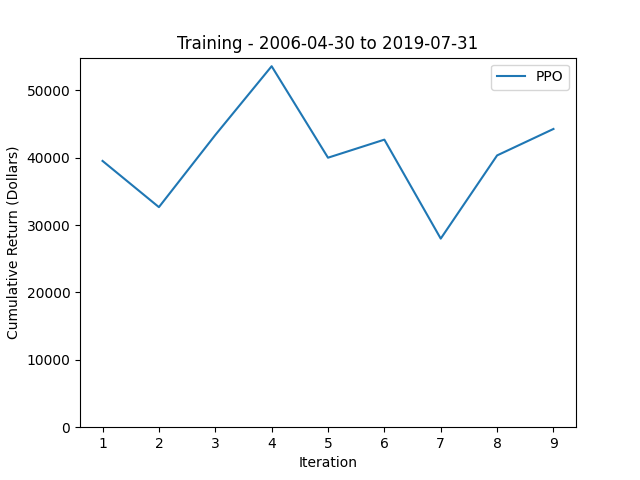 Training - 2006-04-30 to 2019-07-31
PPO
Cumulative Return (Dollars)
50000
40000
30000
20000
10000
0
1 2 3 4 5 6 7 8 9
Iteration